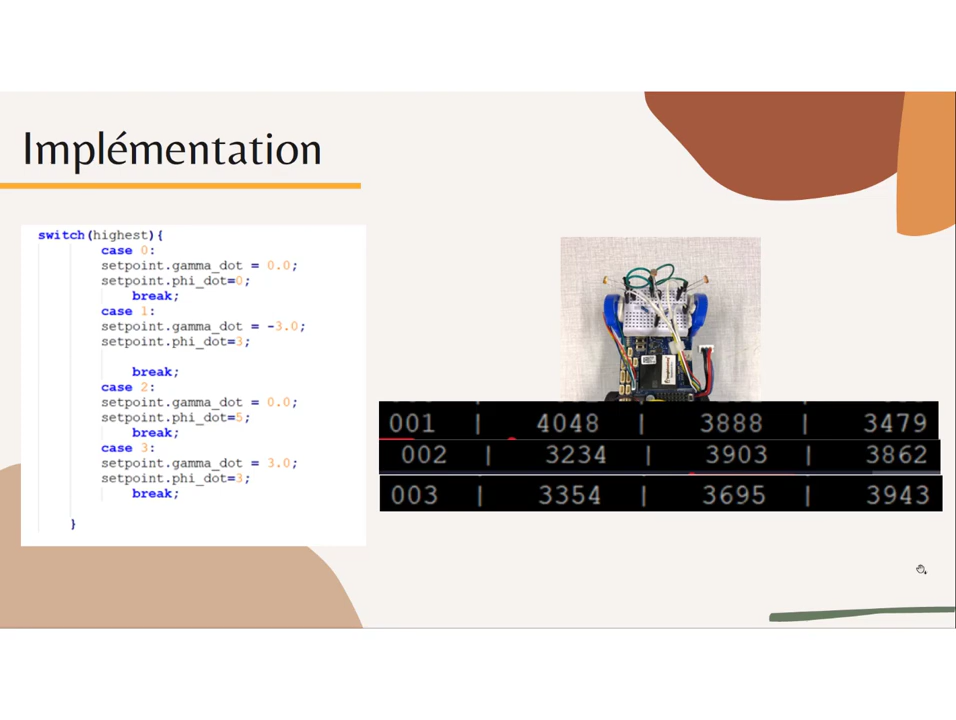 Implémentation
switch(highest){
case 0:
setpoint.gamma_dot = 0.0;
setpoint.phi_dot=0;
break;
case 1:
setpoint.gamma_dot = -3.0;
setpoint.phi_dot=3;
break;
case 2:
setpoint.gamma_dot = 0.0;
setpoint.phi_dot=5;
break;
case 3:
setpoint.gamma_dot = 3.0;
setpoint.phi_dot=3;
break;
}
001 | 4048 | 3888 | 3479
002 | 3234 | 3903 | 3862
003 | 3354 | 3695 | 3943